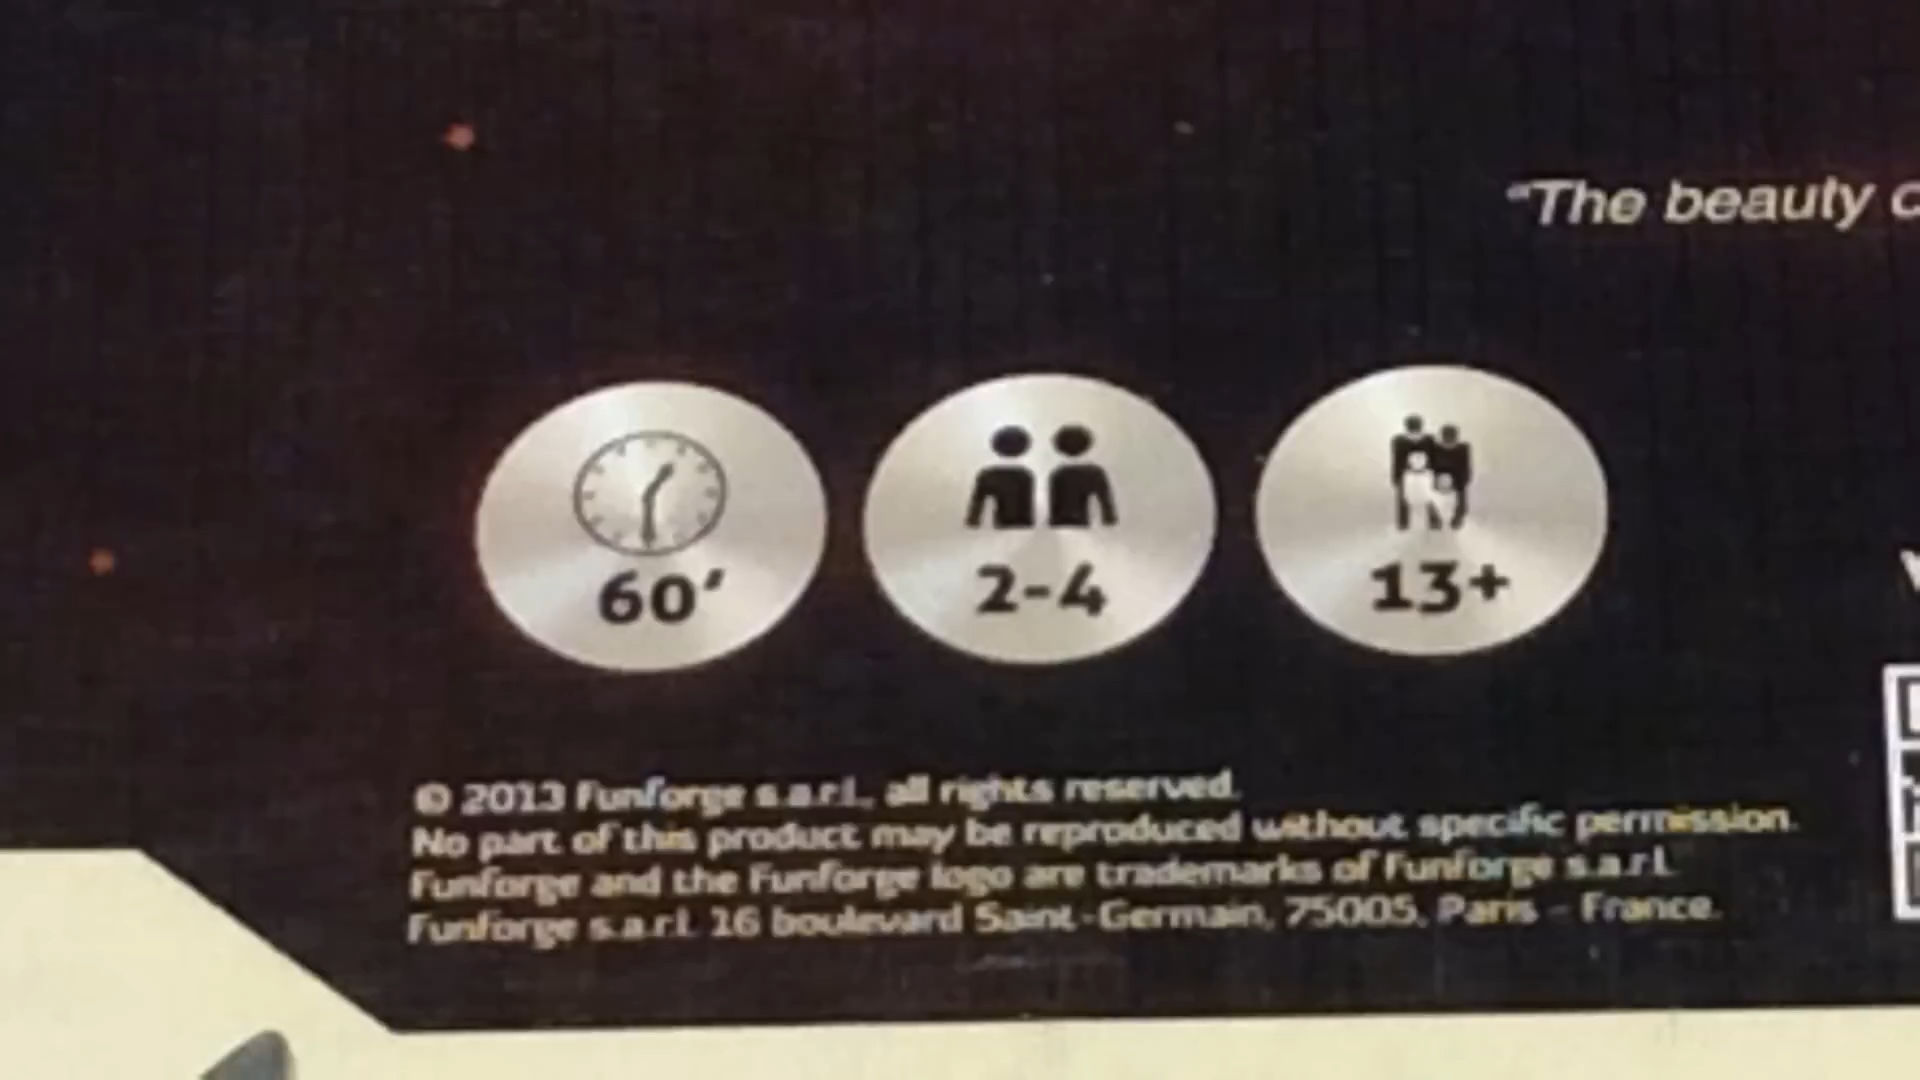 "The beauty
60'
2-4
13+
© 2013 Funforge s.a.r.l., all rights reserved.
No part of this product may be reproduced without specific permission.
Funforge and the Funforge logo are trademarks of Funforge s.a.r.l.
Funforge s.a.r.l. 16 boulevard Saint-Germain, 75005, Paris - France.